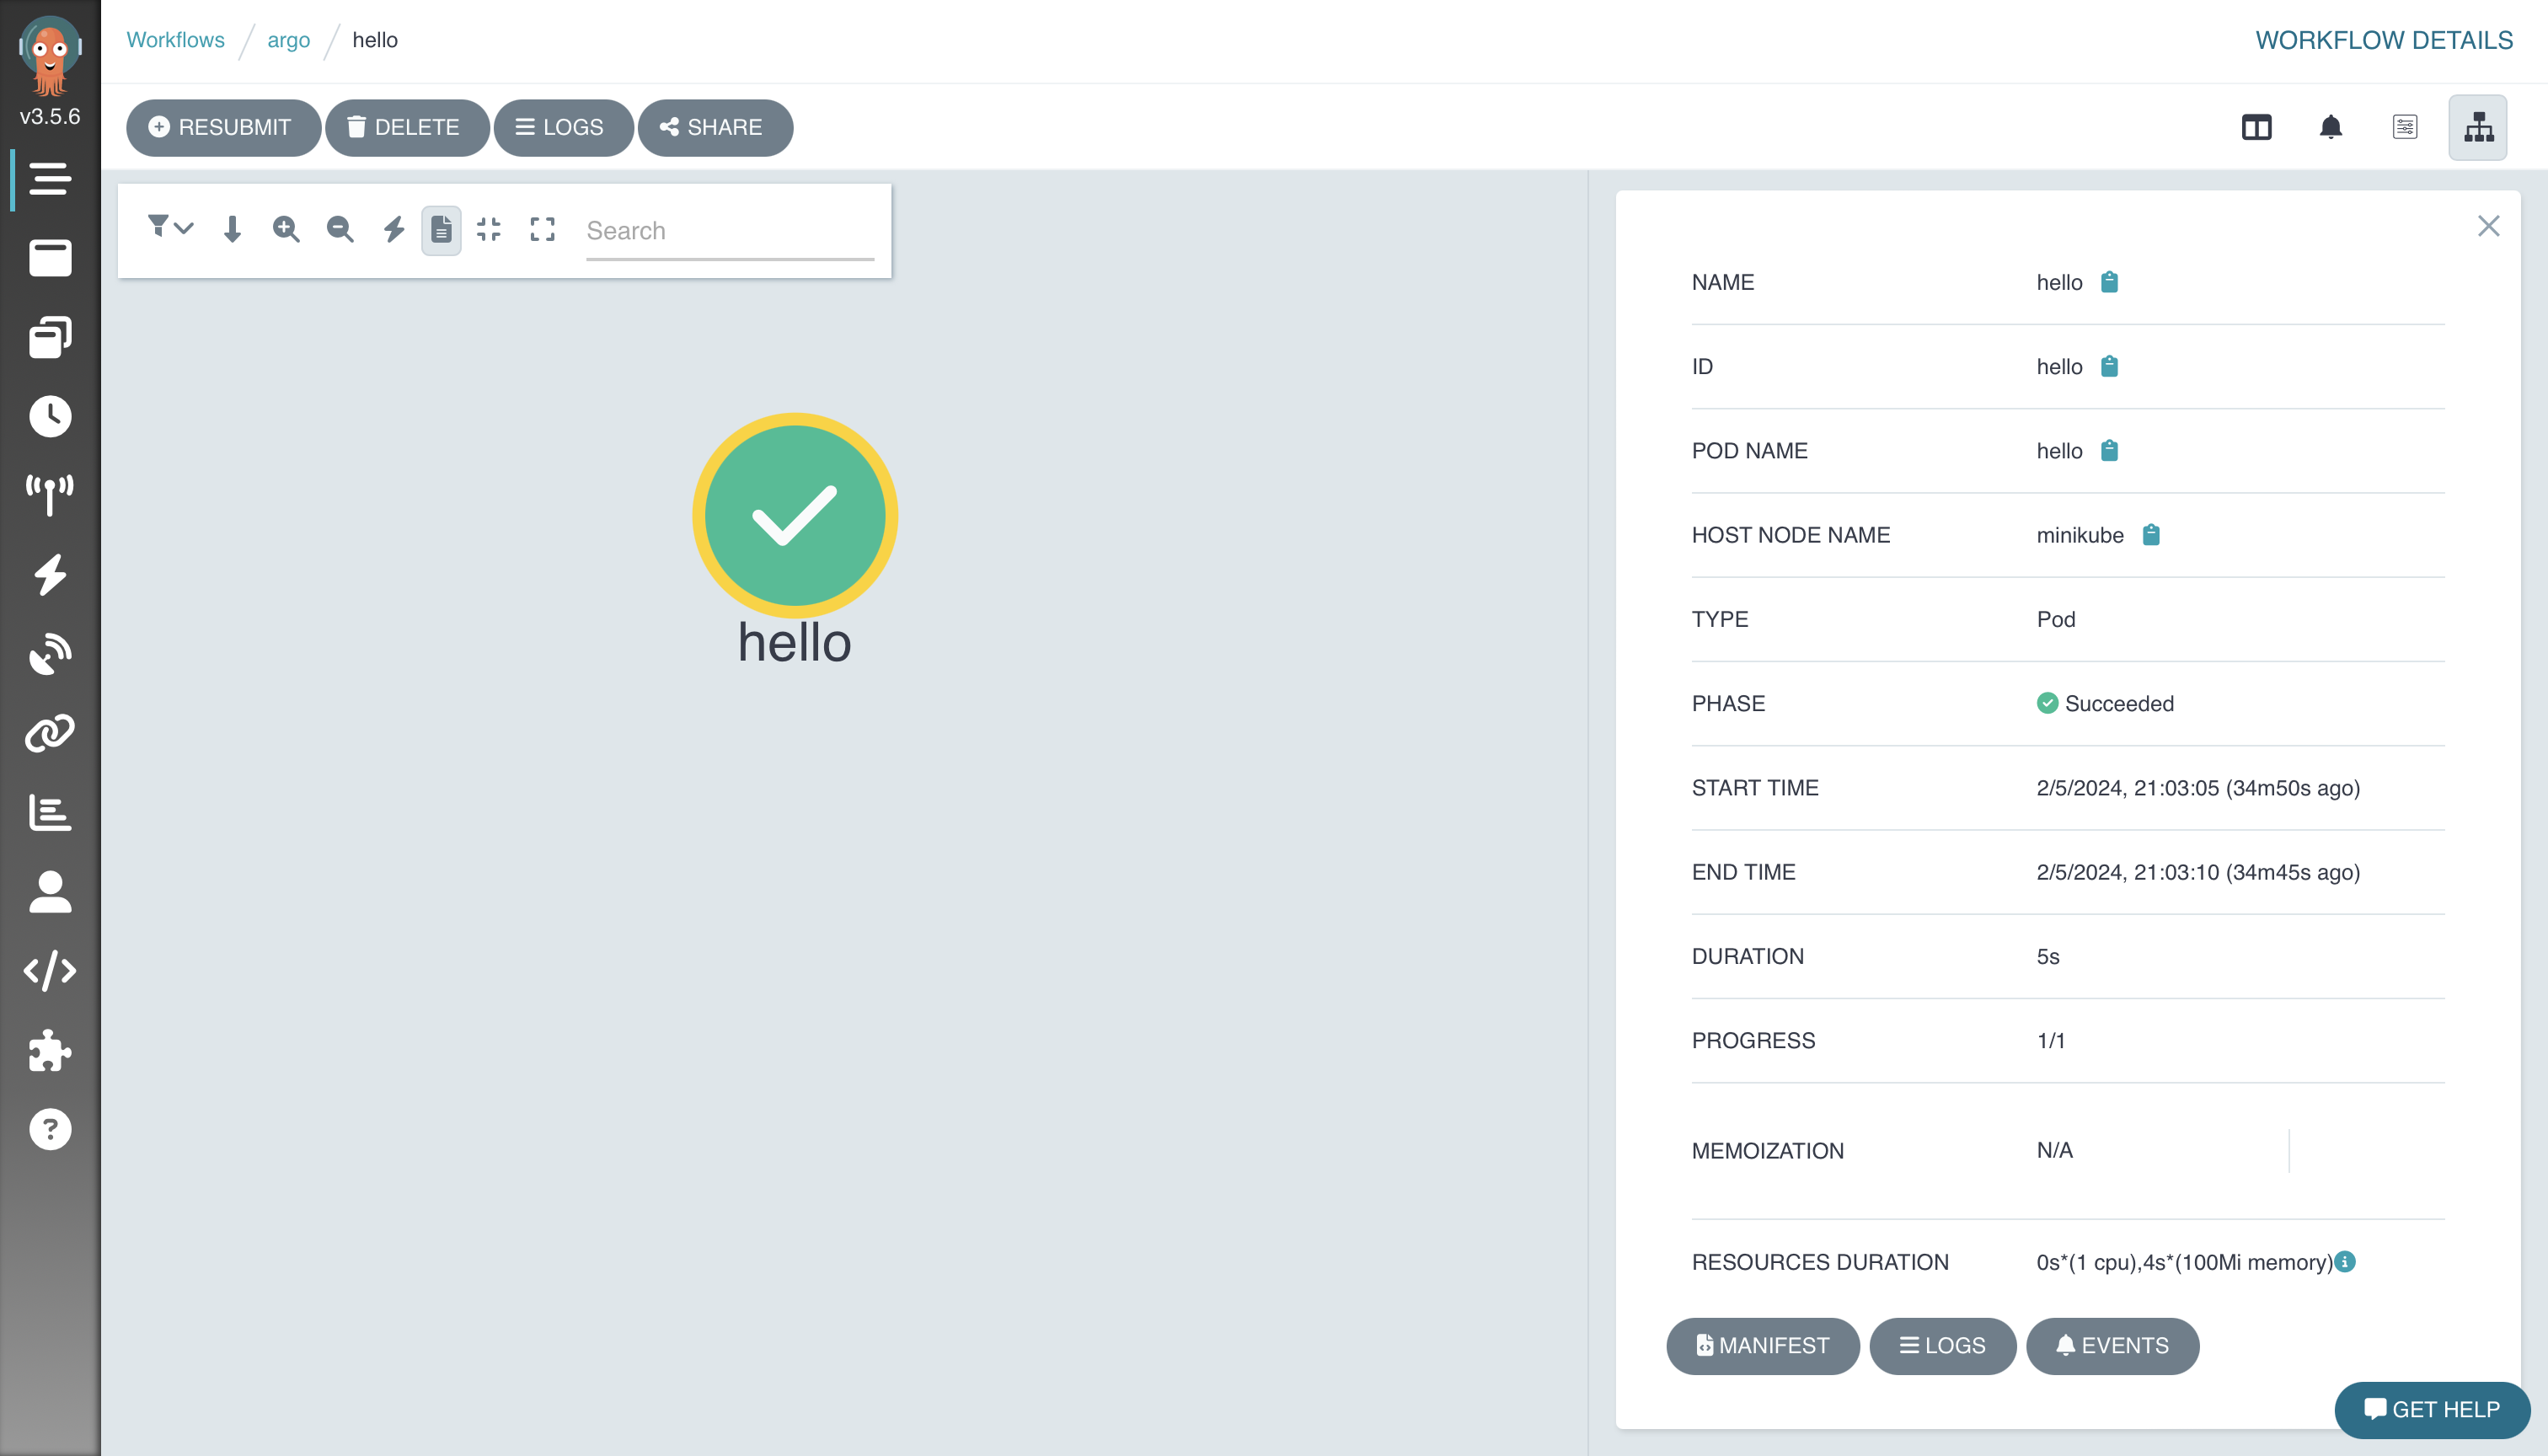 Workflows / argo / hello
WORKFLOW DETAILS
v3.5.6
RESUBMIT DELETE LOGS SHARE
Search
hello
NAME hello
ID hello
POD NAME hello
HOST NODE NAME minikube
TYPE Pod
PHASE Succeeded
START TIME 2/5/2024, 21:03:05 (34m50s ago)
END TIME 2/5/2024, 21:03:10 (34m45s ago)
DURATION 5s
PROGRESS 1/1
MEMOIZATION N/A
RESOURCES DURATION 0s*(1 cpu),4s*(100Mi memory)
MANIFEST LOGS EVENTS
GET HELP